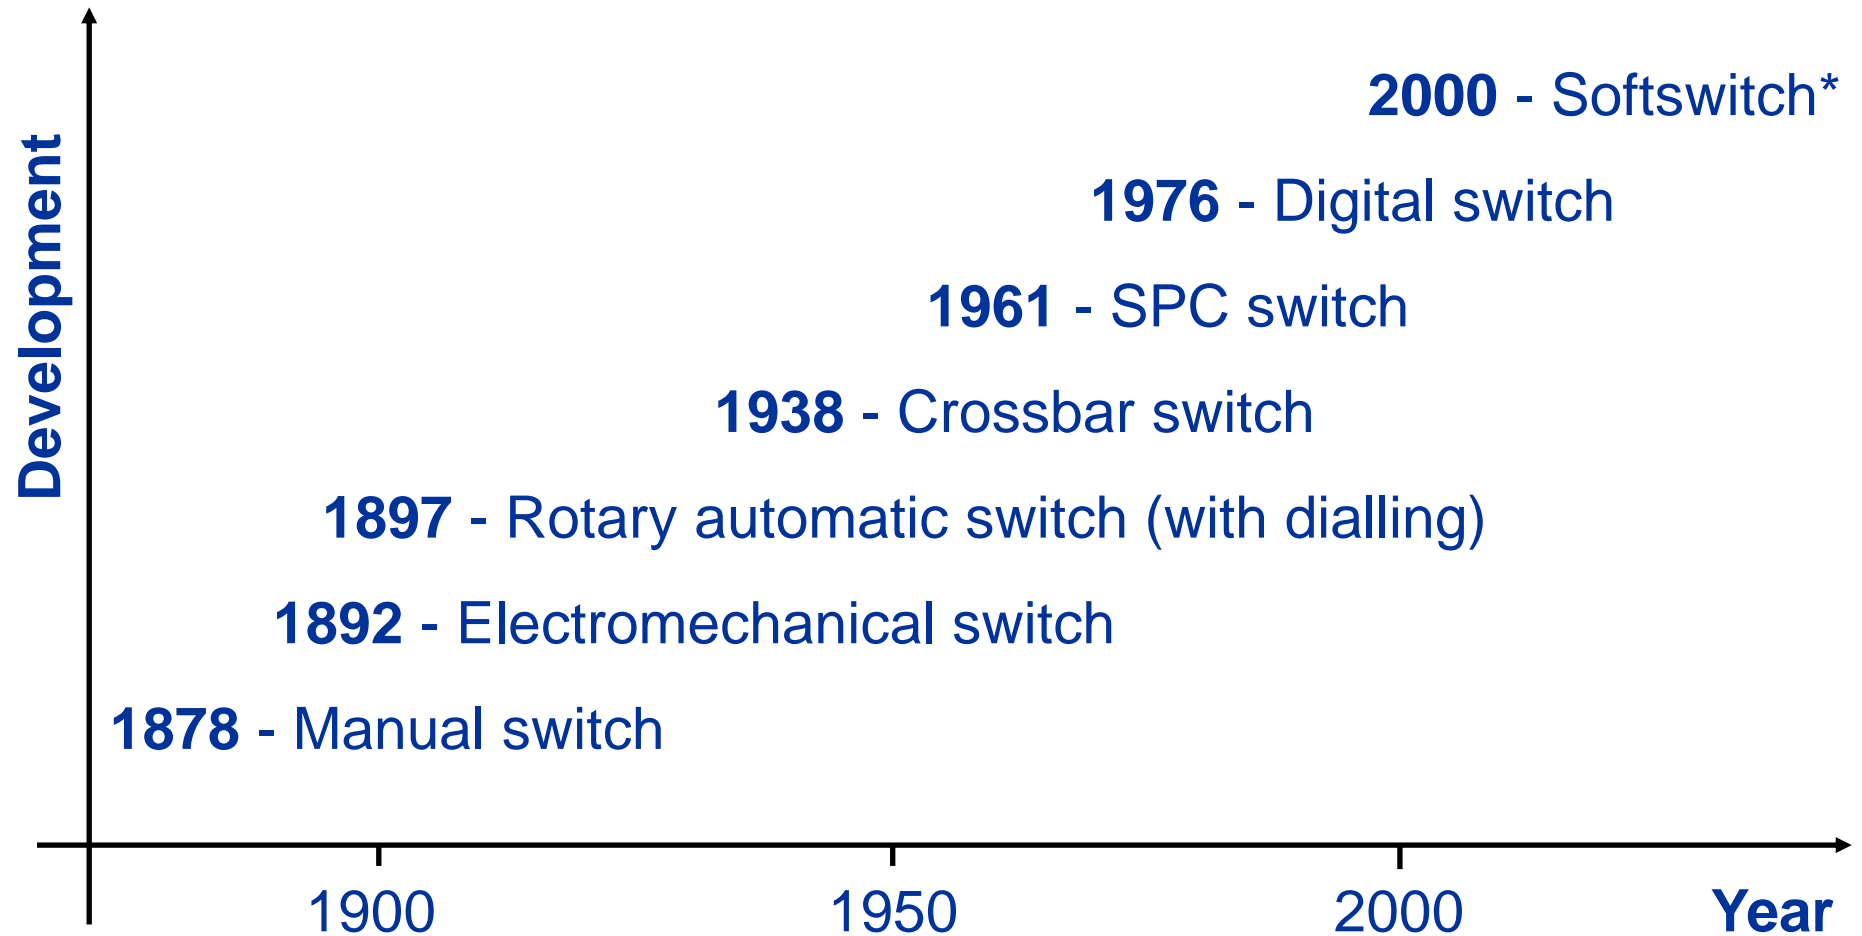 Development
2000 - Softswitch*
1976 - Digital switch
1961 - SPC switch
1938 - Crossbar switch
1897 - Rotary automatic switch (with dialling)
1892 - Electromechanical switch
1878 - Manual switch
1900 1950 2000 Year